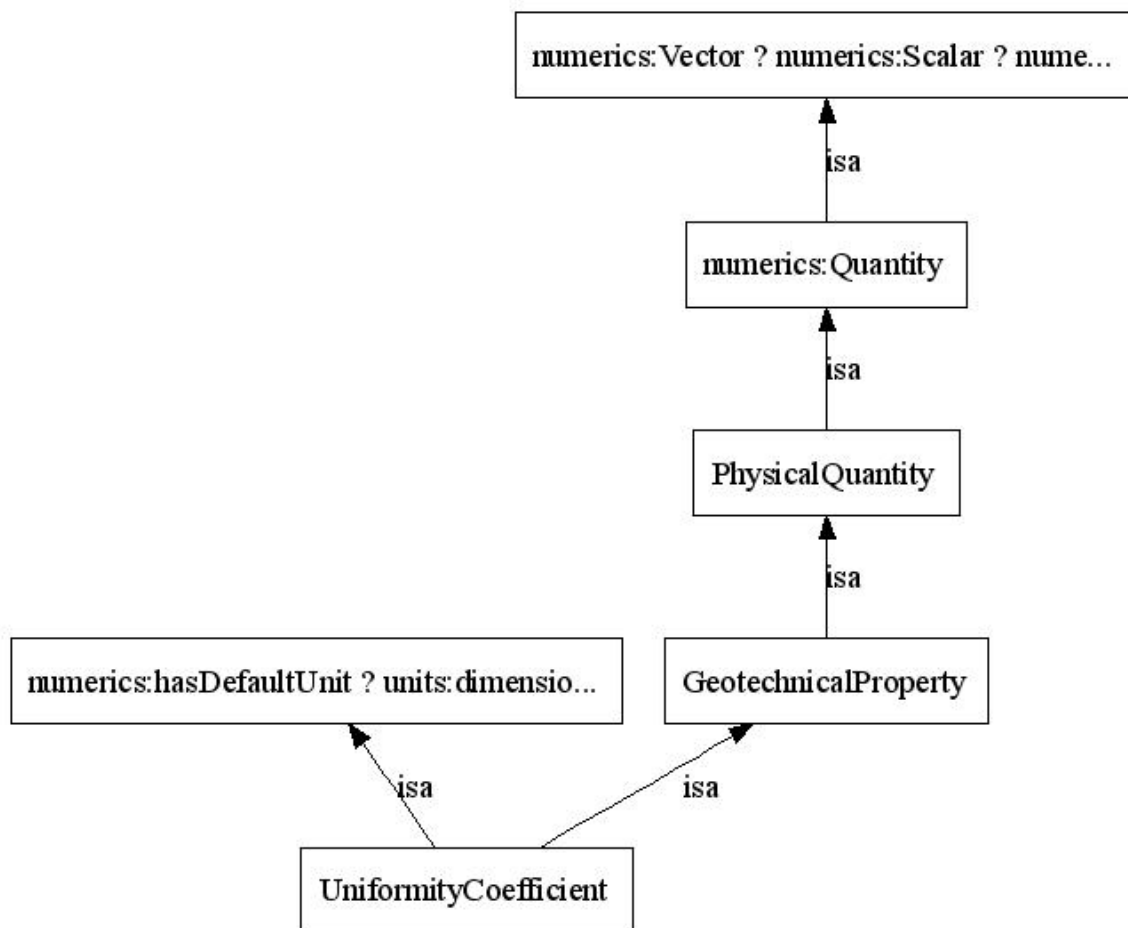 numerics:Vector ? numerics:Scalar ? nume...
isa
numerics:Quantity
isa
PhysicalQuantity
isa
numerics:hasDefaultUnit ? units:dimensio...
GeotechnicalProperty
isa
isa
UniformityCoefficient